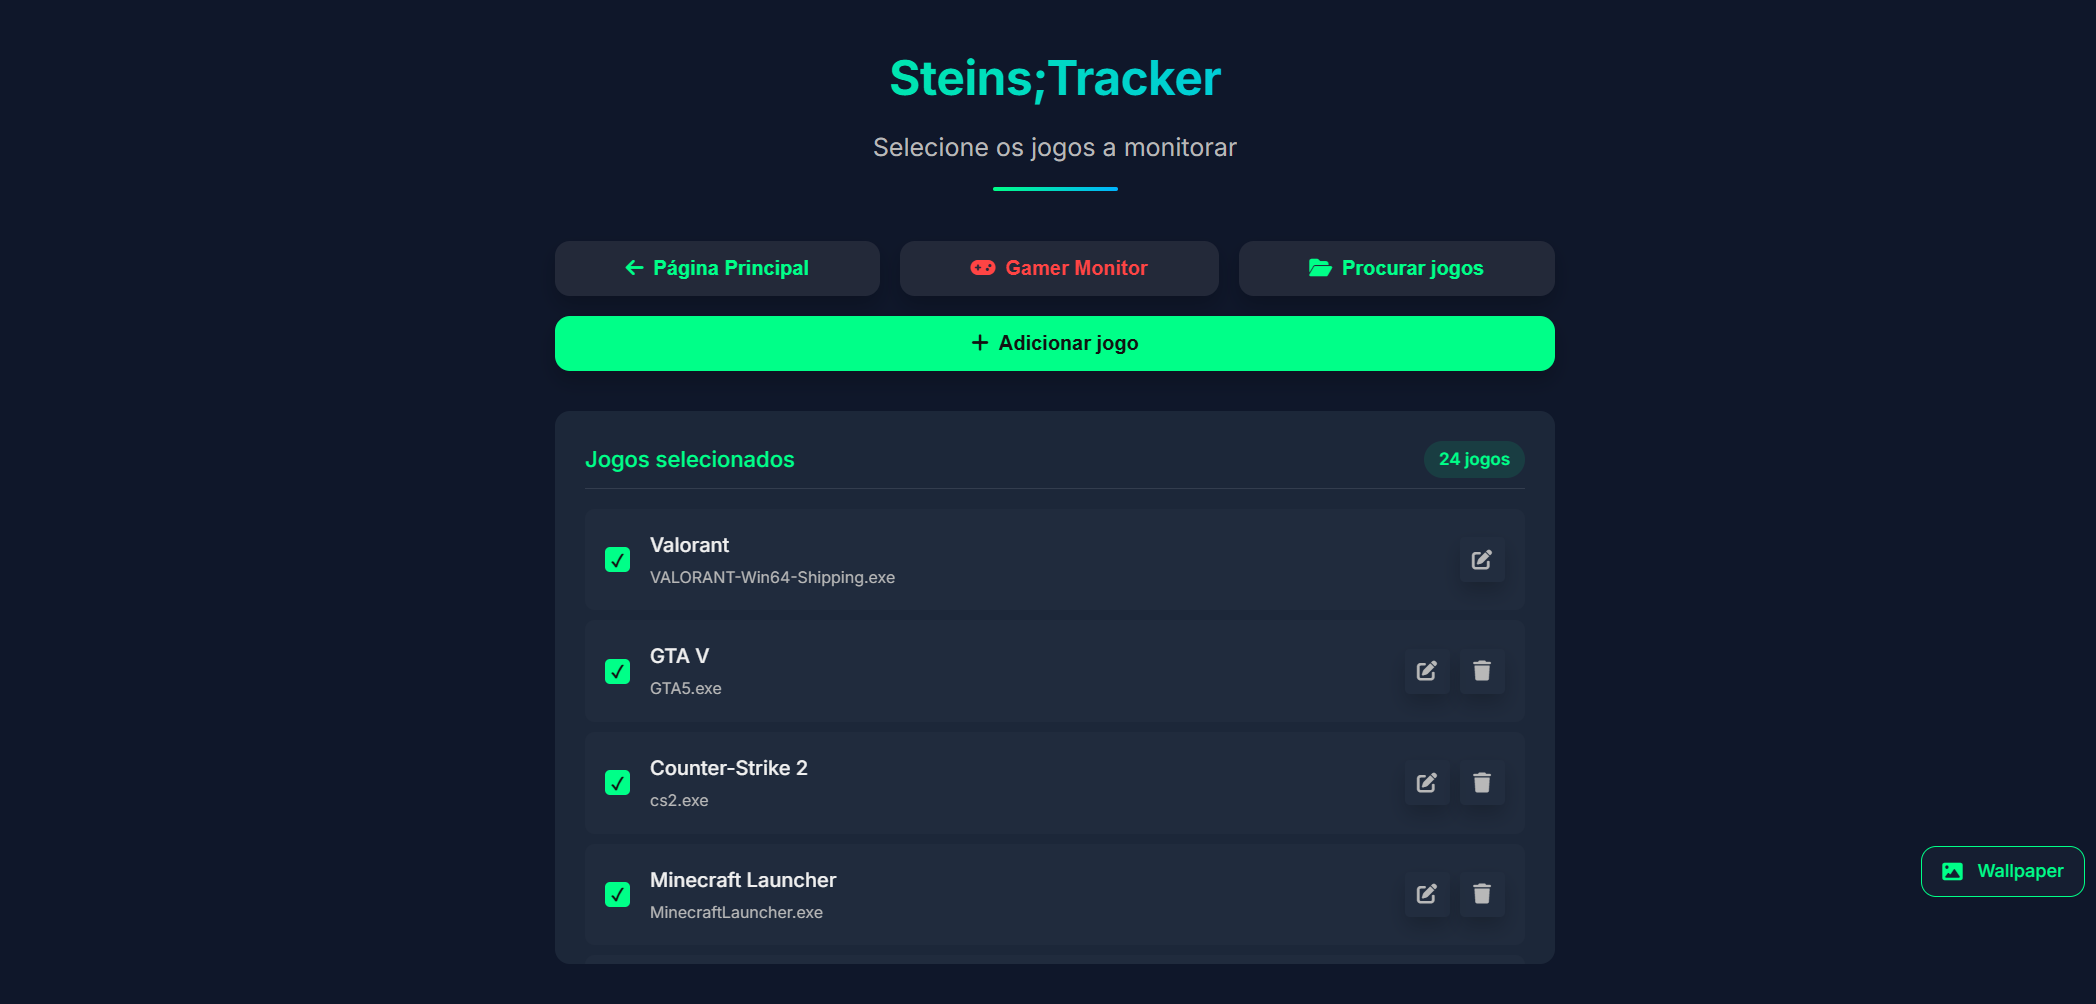 Steins;Tracker
Selecione os jogos a monitorar
Página Principal
Gamer Monitor
Procurar jogos
Adicionar jogo
Jogos selecionados
24 jogos
Valorant
VALORANT-Win64-Shipping.exe
GTA V
GTA5.exe
Counter-Strike 2
cs2.exe
Minecraft Launcher
MinecraftLauncher.exe
Wallpaper